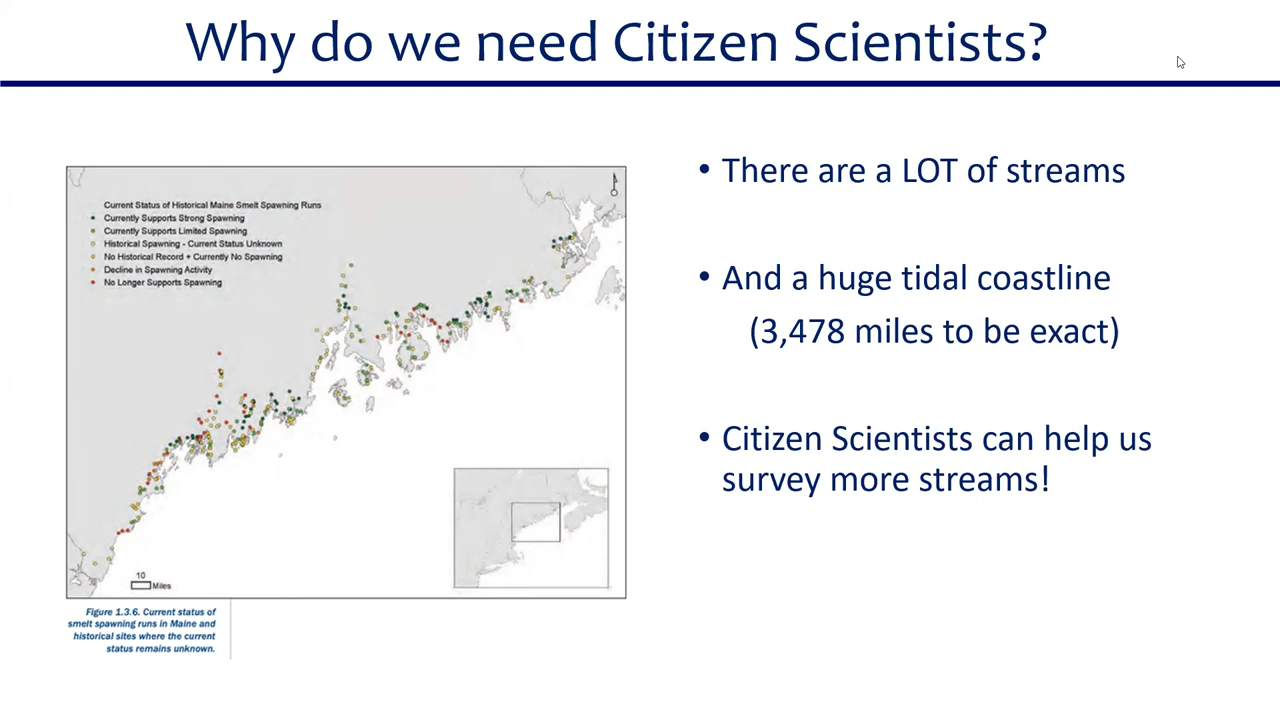 Why do we need Citizen Scientists?
Current Status of Historical Maine Smelt Spawning Runs
Currently Supports Strong Spawning
Currently Supports Limited Spawning
Historical Spawning - Current Status Unknown
No Historical Record + Currently No Spawning
Decline in Spawning Activity
No Longer Supports Spawning
10
Miles
Figure 1.3.6. Current status of
smelt spawning runs in Maine and
historical sites where the current
status remains unknown.
• There are a LOT of streams
• And a huge tidal coastline
(3,478 miles to be exact)
• Citizen Scientists can help us
survey more streams!